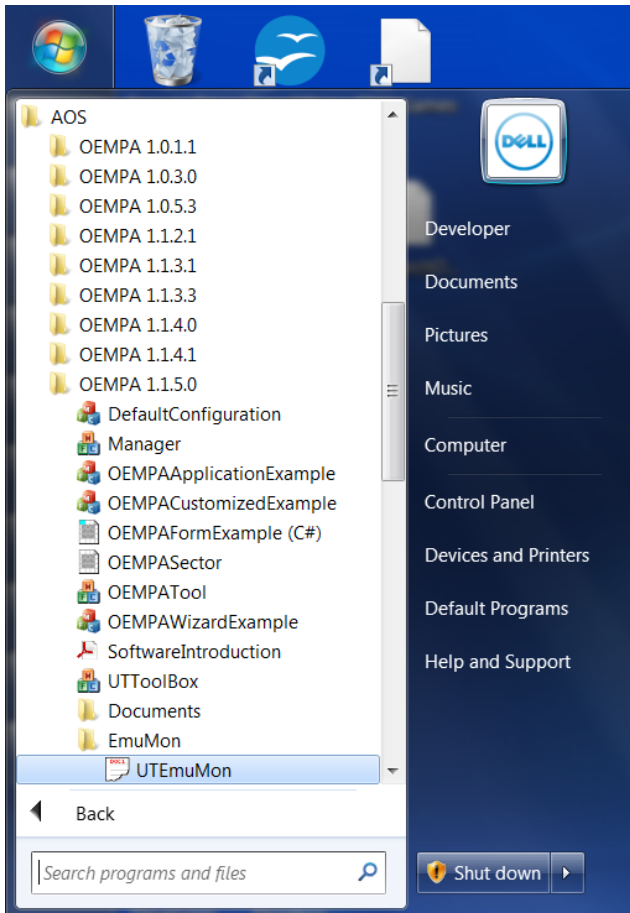 AOS
OEMPA 1.0.1.1
OEMPA 1.0.3.0
OEMPA 1.0.5.3
OEMPA 1.1.2.1
OEMPA 1.1.3.1
OEMPA 1.1.3.3
OEMPA 1.1.4.0
OEMPA 1.1.4.1
OEMPA 1.1.5.0
DefaultConfiguration
Manager
OEMPAApplicationExample
OEMPACustomizedExample
OEMPAFormExample (C#)
OEMPASector
OEMPATool
OEMPAWizardExample
SoftwareIntroduction
UTToolBox
Documents
EmuMon
UTEmuMon
Back
Search programs and files
DELL
Developer
Documents
Pictures
Music
Computer
Control Panel
Devices and Printers
Default Programs
Help and Support
Shut down